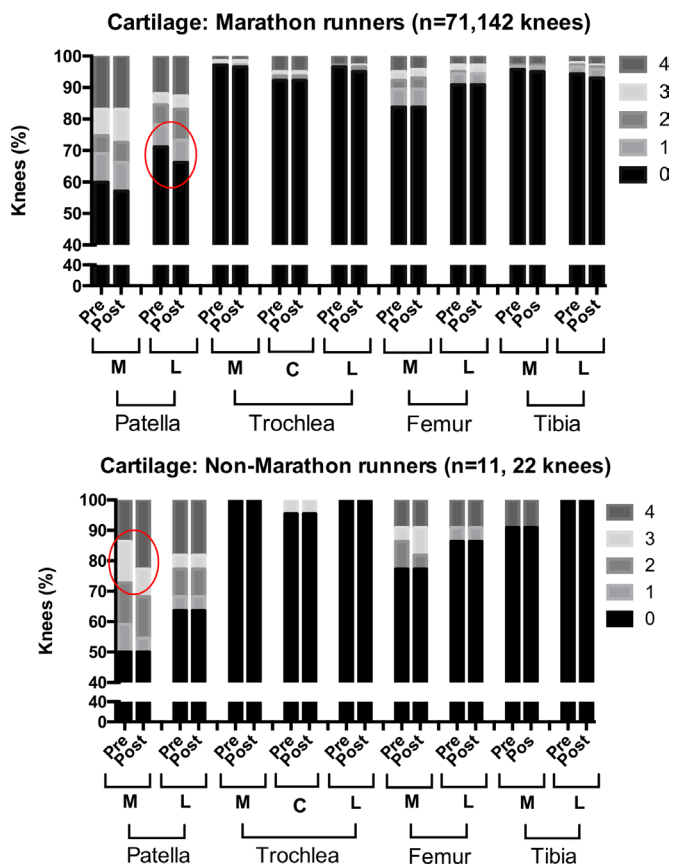 Cartilage: Marathon runners (n=71,142 knees)
Knees (%)
100
90
80
70
60
50
40
40
0
4
3
2
1
0
Pre Post Pre Post Pre Post Pre Post Pre Post Pre Post Pre Post Pre Pos Pre Post
M L M C L M L M L
Patella Trochlea Femur Tibia
Cartilage: Non-Marathon runners (n=11, 22 knees)
Knees (%)
100
90
80
70
60
50
40
40
0
4
3
2
1
0
Pre Post Pre Post Pre Post Pre Post Pre Post Pre Post Pre Post Pre Pos Pre Post
M L M C L M L M L
Patella Trochlea Femur Tibia